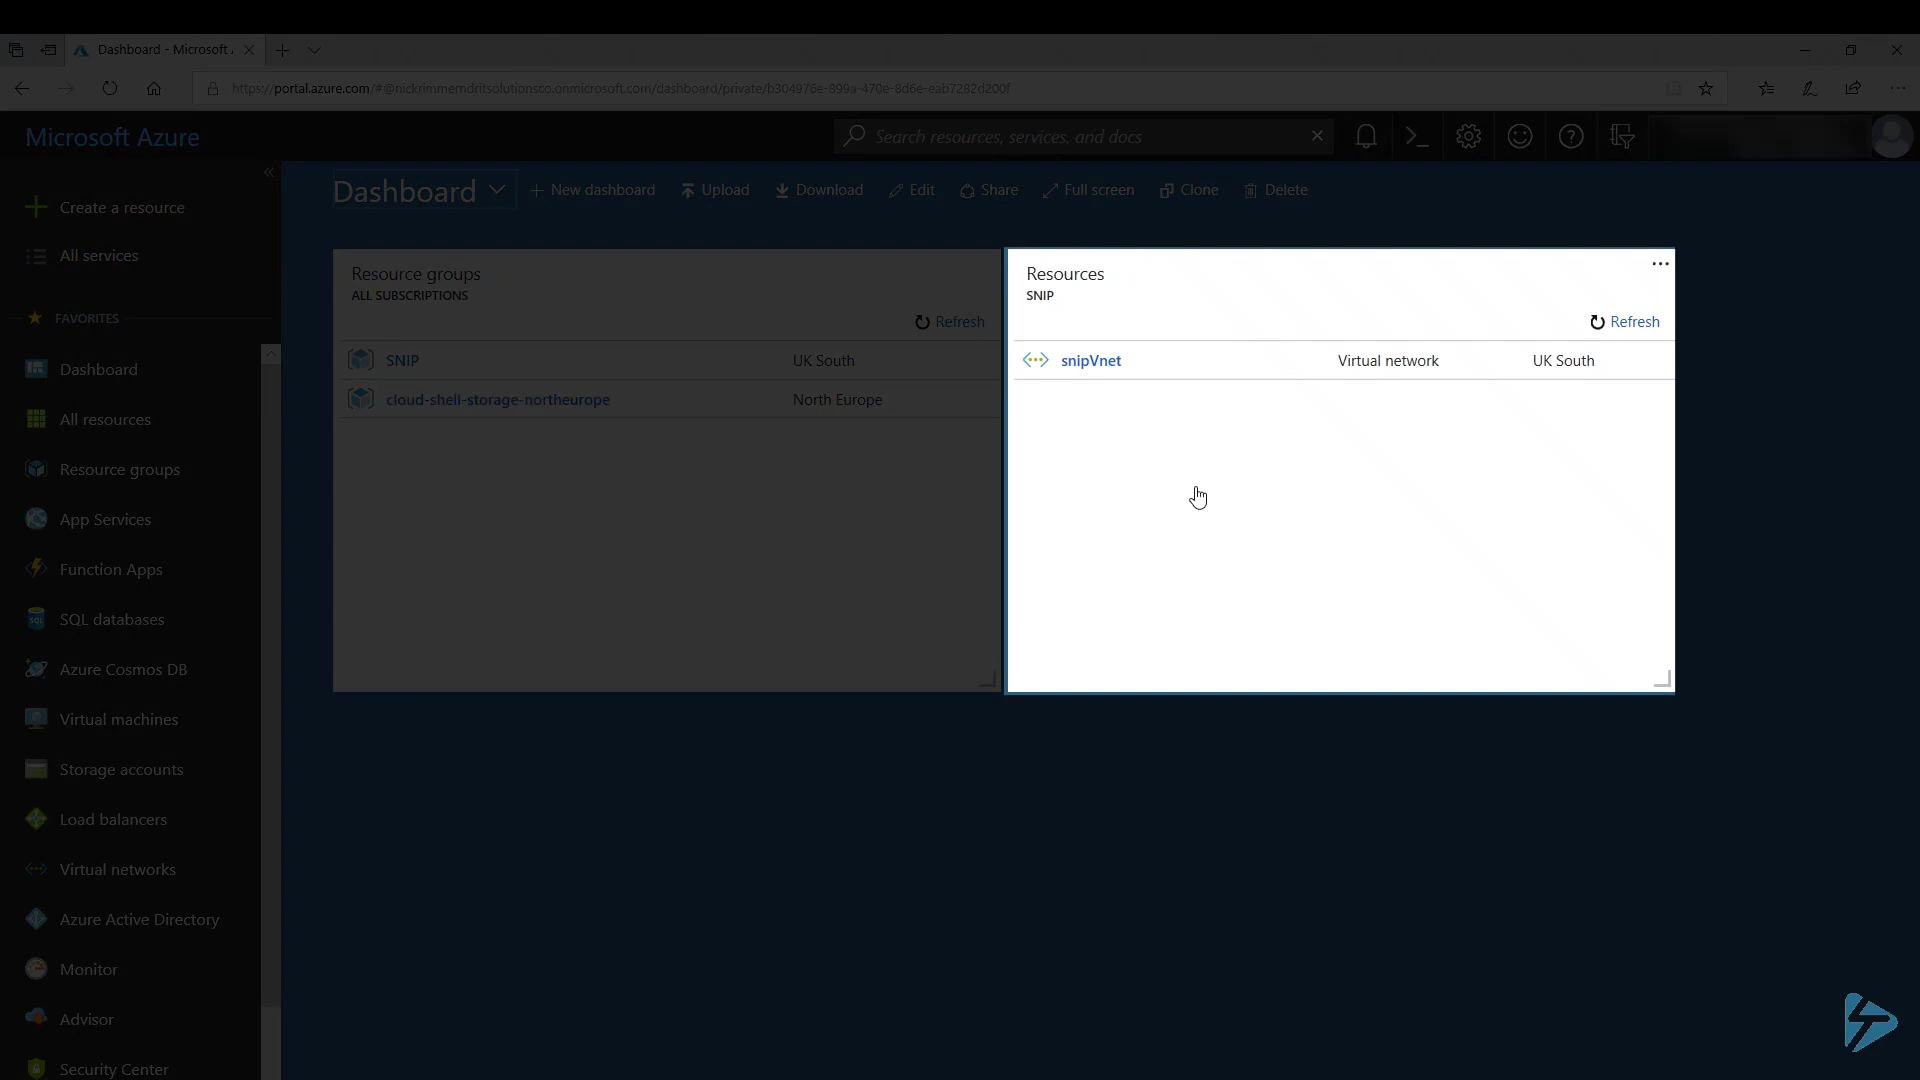 Dashboard - Microsoft .
https://portal.azure.com/#@nickrimmerndritsolutionsco.onmicrosoft.com/dashboard/private/b304976e-899a-470e-8d6e-eab7282d200f
Microsoft Azure
Search resources, services, and docs
Create a resource
All services
FAVORITES
Dashboard
All resources
Resource groups
App Services
Function Apps
SQL databases
Azure Cosmos DB
Virtual machines
Storage accounts
Load balancers
Virtual networks
Azure Active Directory
Monitor
Advisor
Security Center
Dashboard New dashboard Upload Download Edit Share Full screen Clone Delete
Resource groups
ALL SUBSCRIPTIONS
Refresh
SNIP UK South
cloud-shell-storage-northeurope North Europe
Resources
SNIP
Refresh
snipVnet Virtual network UK South